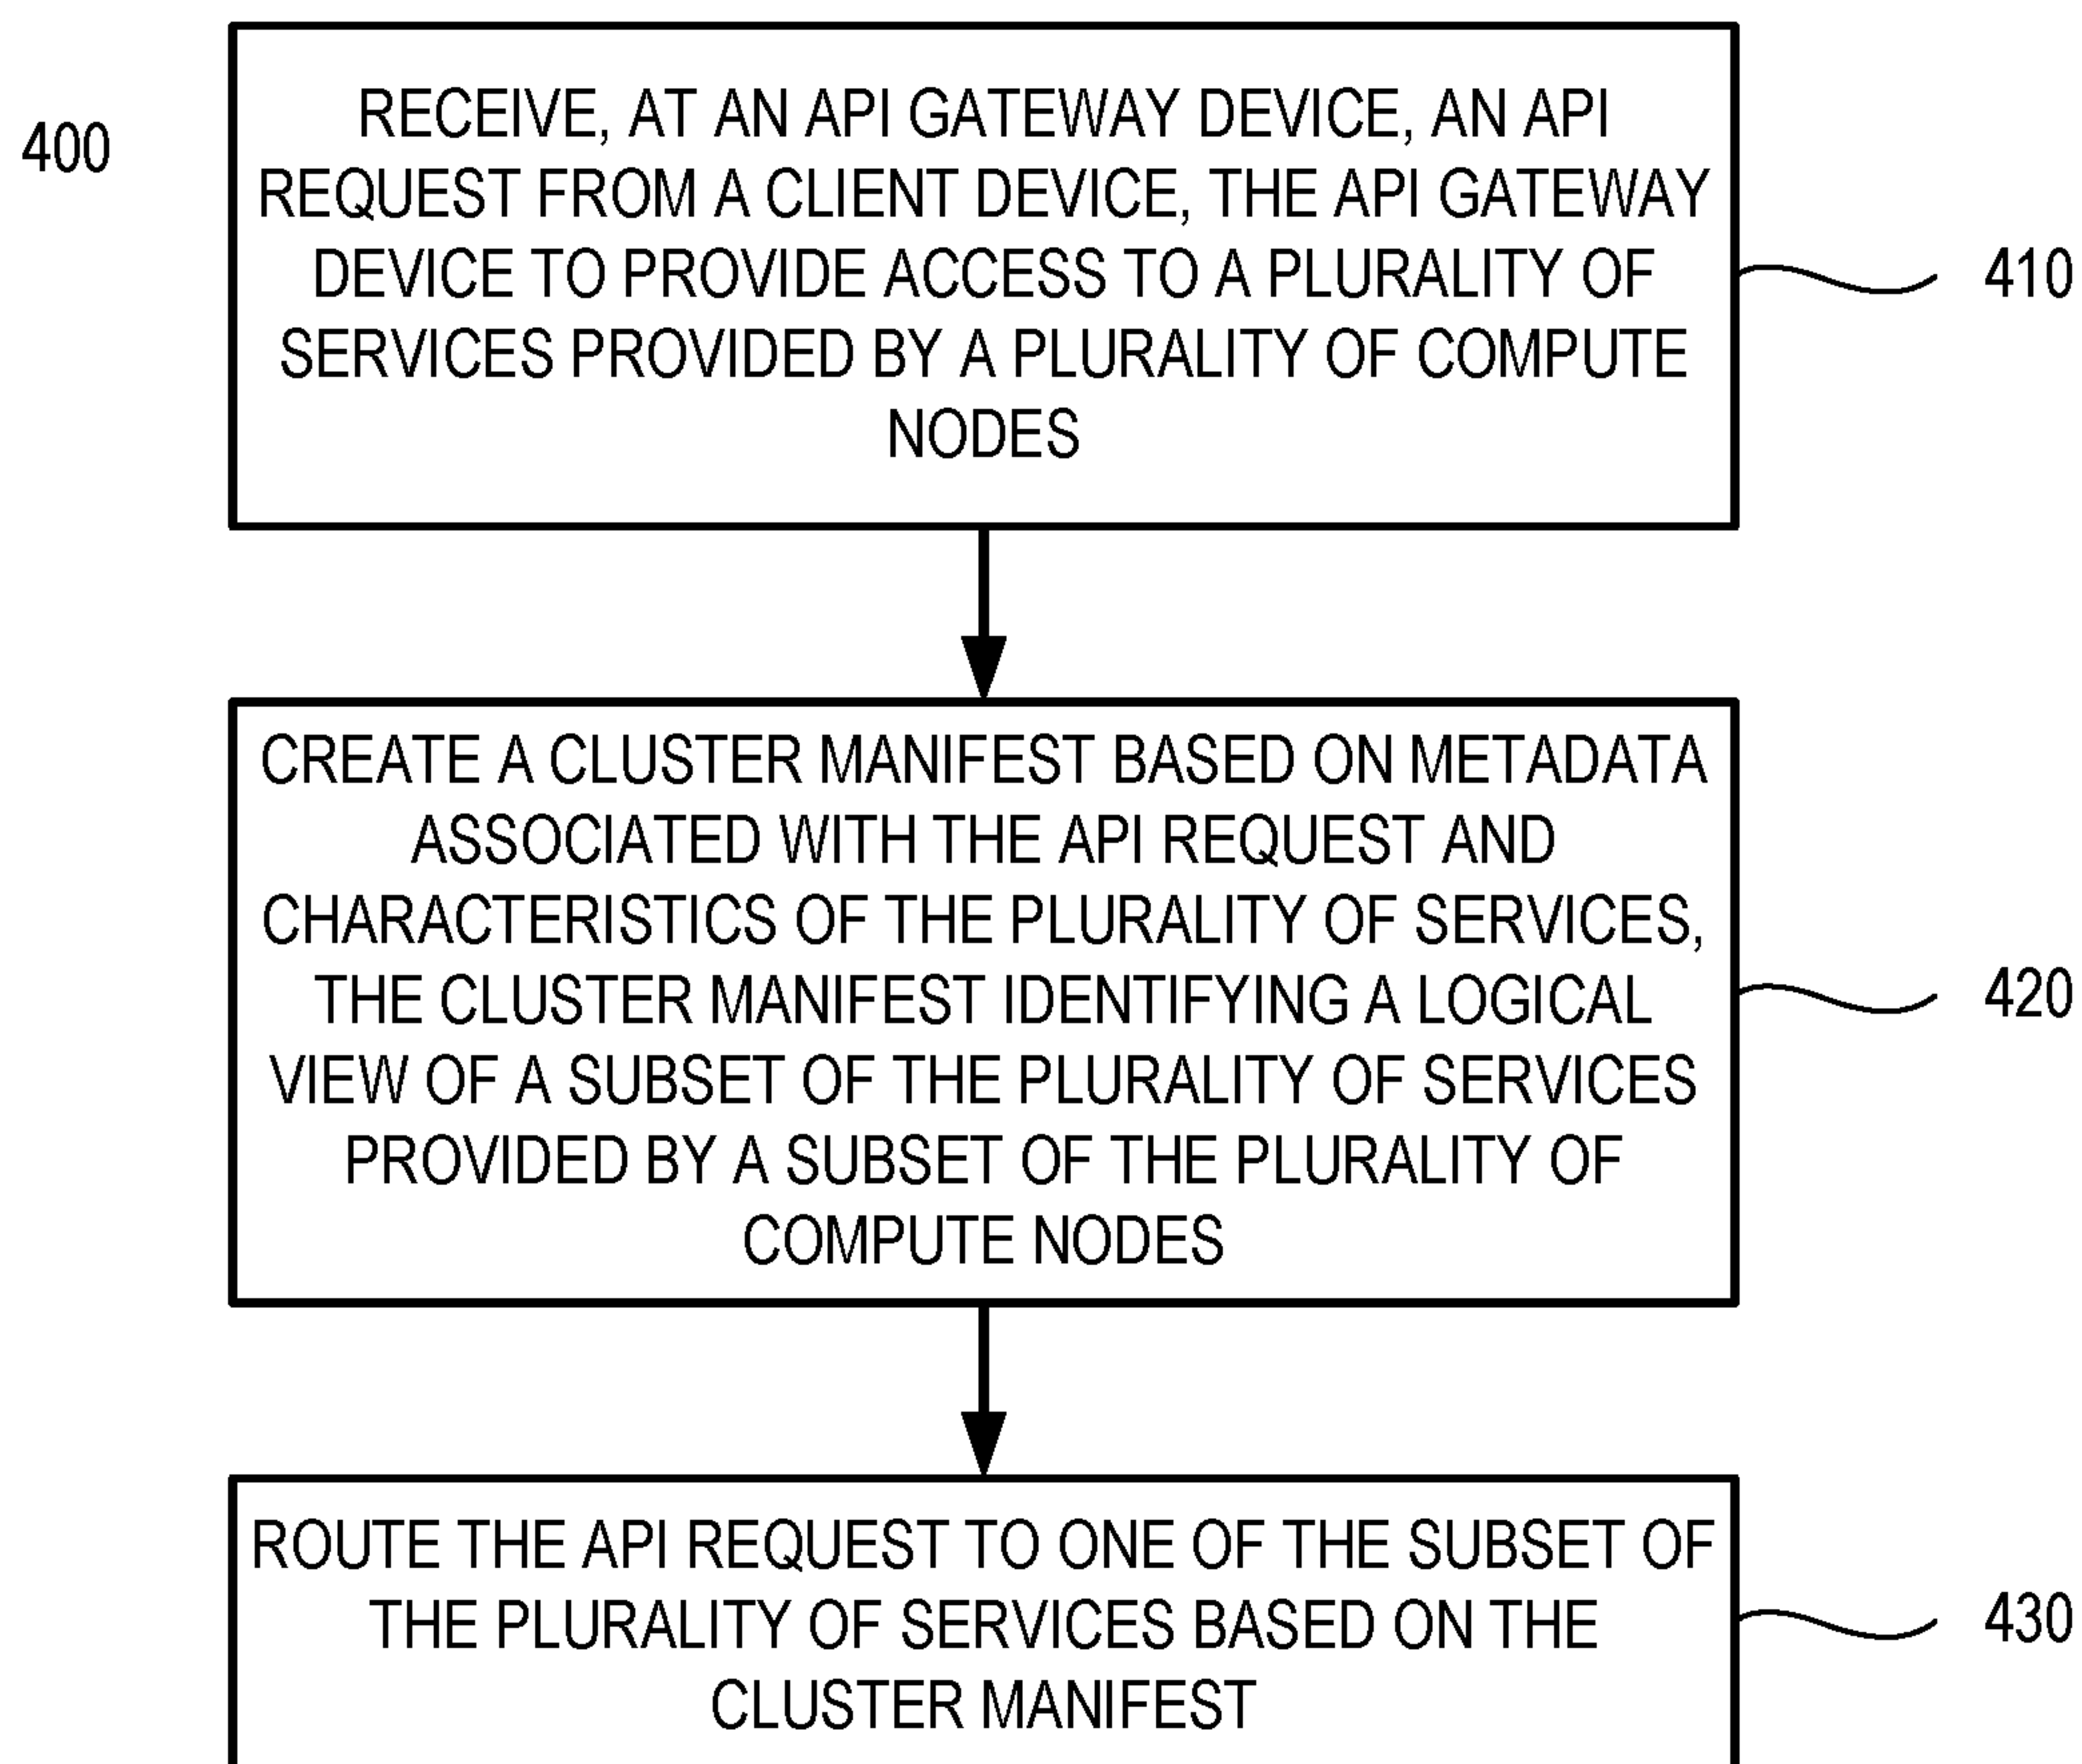 400
RECEIVE, AT AN API GATEWAY DEVICE, AN API
REQUEST FROM A CLIENT DEVICE, THE API GATEWAY
DEVICE TO PROVIDE ACCESS TO A PLURALITY OF
SERVICES PROVIDED BY A PLURALITY OF COMPUTE
NODES
410
CREATE A CLUSTER MANIFEST BASED ON METADATA
ASSOCIATED WITH THE API REQUEST AND
CHARACTERISTICS OF THE PLURALITY OF SERVICES,
THE CLUSTER MANIFEST IDENTIFYING A LOGICAL
VIEW OF A SUBSET OF THE PLURALITY OF SERVICES
PROVIDED BY A SUBSET OF THE PLURALITY OF
COMPUTE NODES
420
ROUTE THE API REQUEST TO ONE OF THE SUBSET OF
THE PLURALITY OF SERVICES BASED ON THE
CLUSTER MANIFEST
430